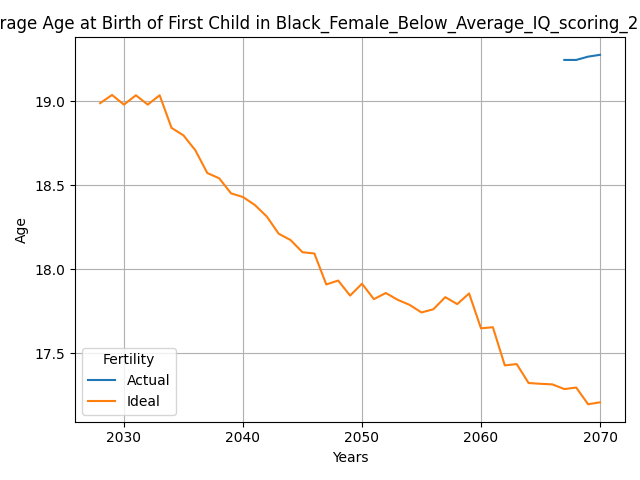 rage Age at Birth of First Child in Black_Female_Below_Average_IQ_scoring_2
Age
19.0
18.5
18.0
17.5
Fertility
Actual
Ideal
2030 2040 2050 2060 2070
Years